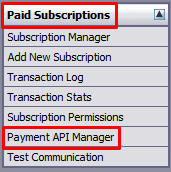 Paid Subscriptions
Subscription Manager
Add New Subscription
Transaction Log
Transaction Stats
Subscription Permissions
Payment API Manager
Test Communication